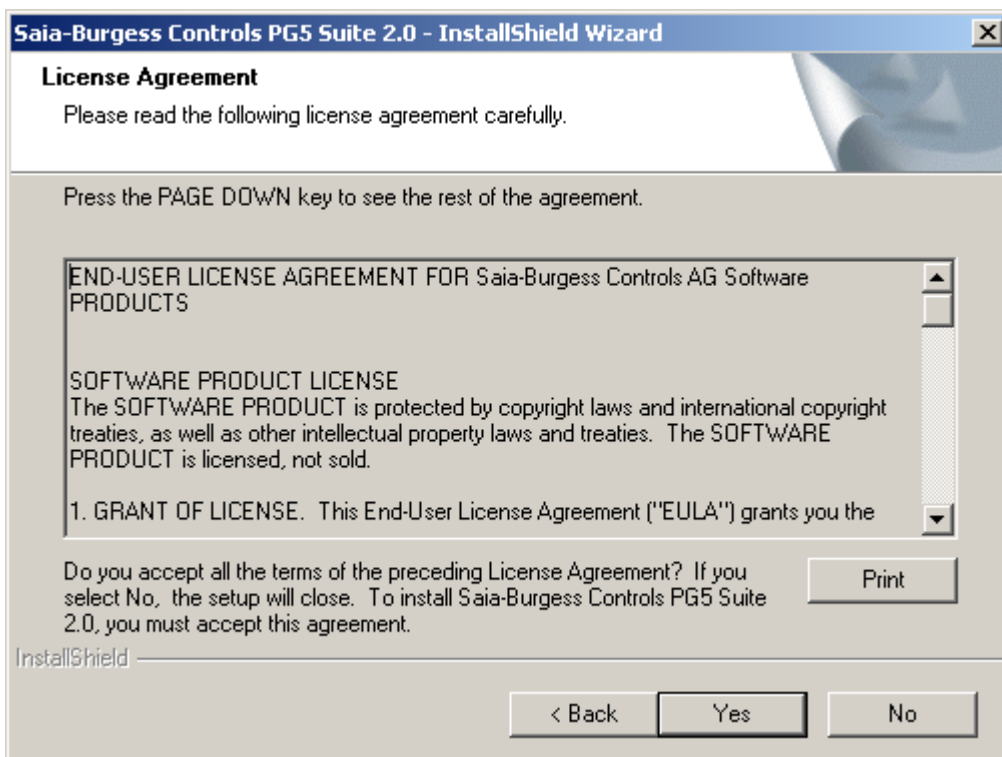 Saia-Burgess Controls PG5 Suite 2.0 - InstallShield Wizard
License Agreement
Please read the following license agreement carefully.
Press the PAGE DOWN key to see the rest of the agreement.
END-USER LICENSE AGREEMENT FOR Saia-Burgess Controls AG Software
PRODUCTS
SOFTWARE PRODUCT LICENSE
The SOFTWARE PRODUCT is protected by copyright laws and international copyright
treaties, as well as other intellectual property laws and treaties.  The SOFTWARE
PRODUCT is licensed, not sold.
1. GRANT OF LICENSE.  This End-User License Agreement ("EULA") grants you the
Do you accept all the terms of the preceding License Agreement?  If you
select No,  the setup will close.  To install Saia-Burgess Controls PG5 Suite
2.0, you must accept this agreement.
Print
InstallShield
< Back
Yes
No